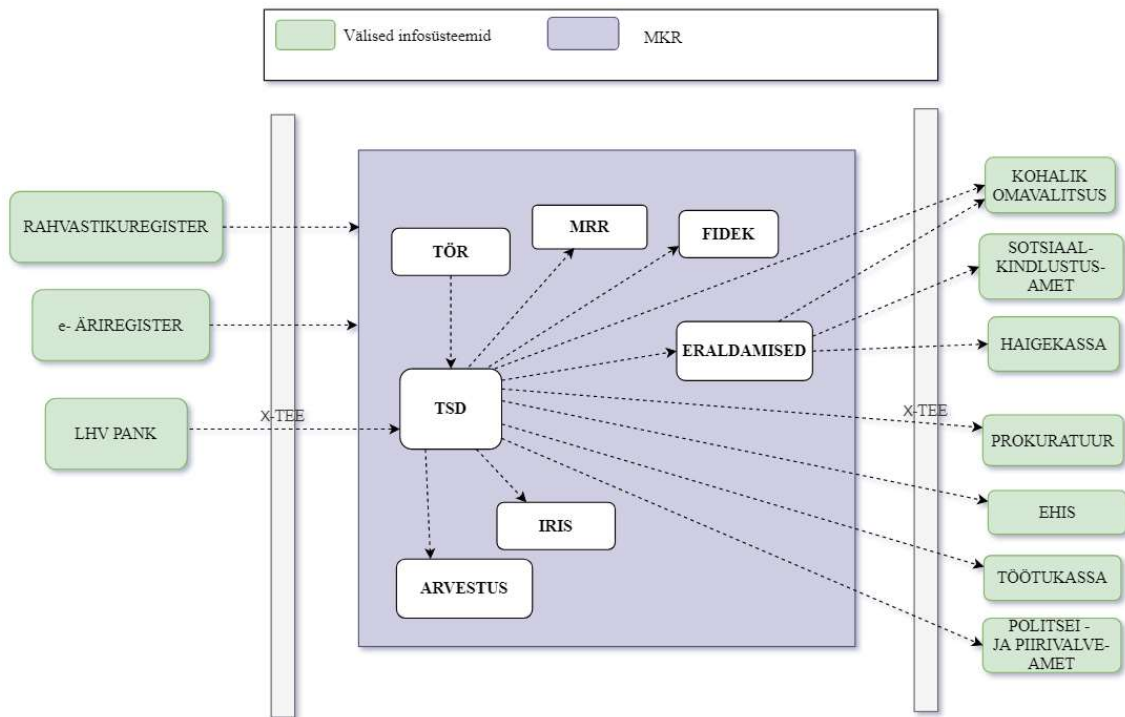 Välised infosüsteemid
MKR
RAHVASTIKUREGISTER
e- ÄRIREGISTER
LHV PANK
X-TEE
TÖR
MRR
FIDEK
ERALDAMISED
TSD
IRIS
ARVESTUS
X-TEE
KOHALIK
OMAVALITSUS
SOTSIAAL-
KINDLUSTUS-
AMET
HAIGEKASSA
PROKURATUUR
EHIS
TÖÖTUKASSA
POLITSEI -
JA PIIRIVALVE-
AMET